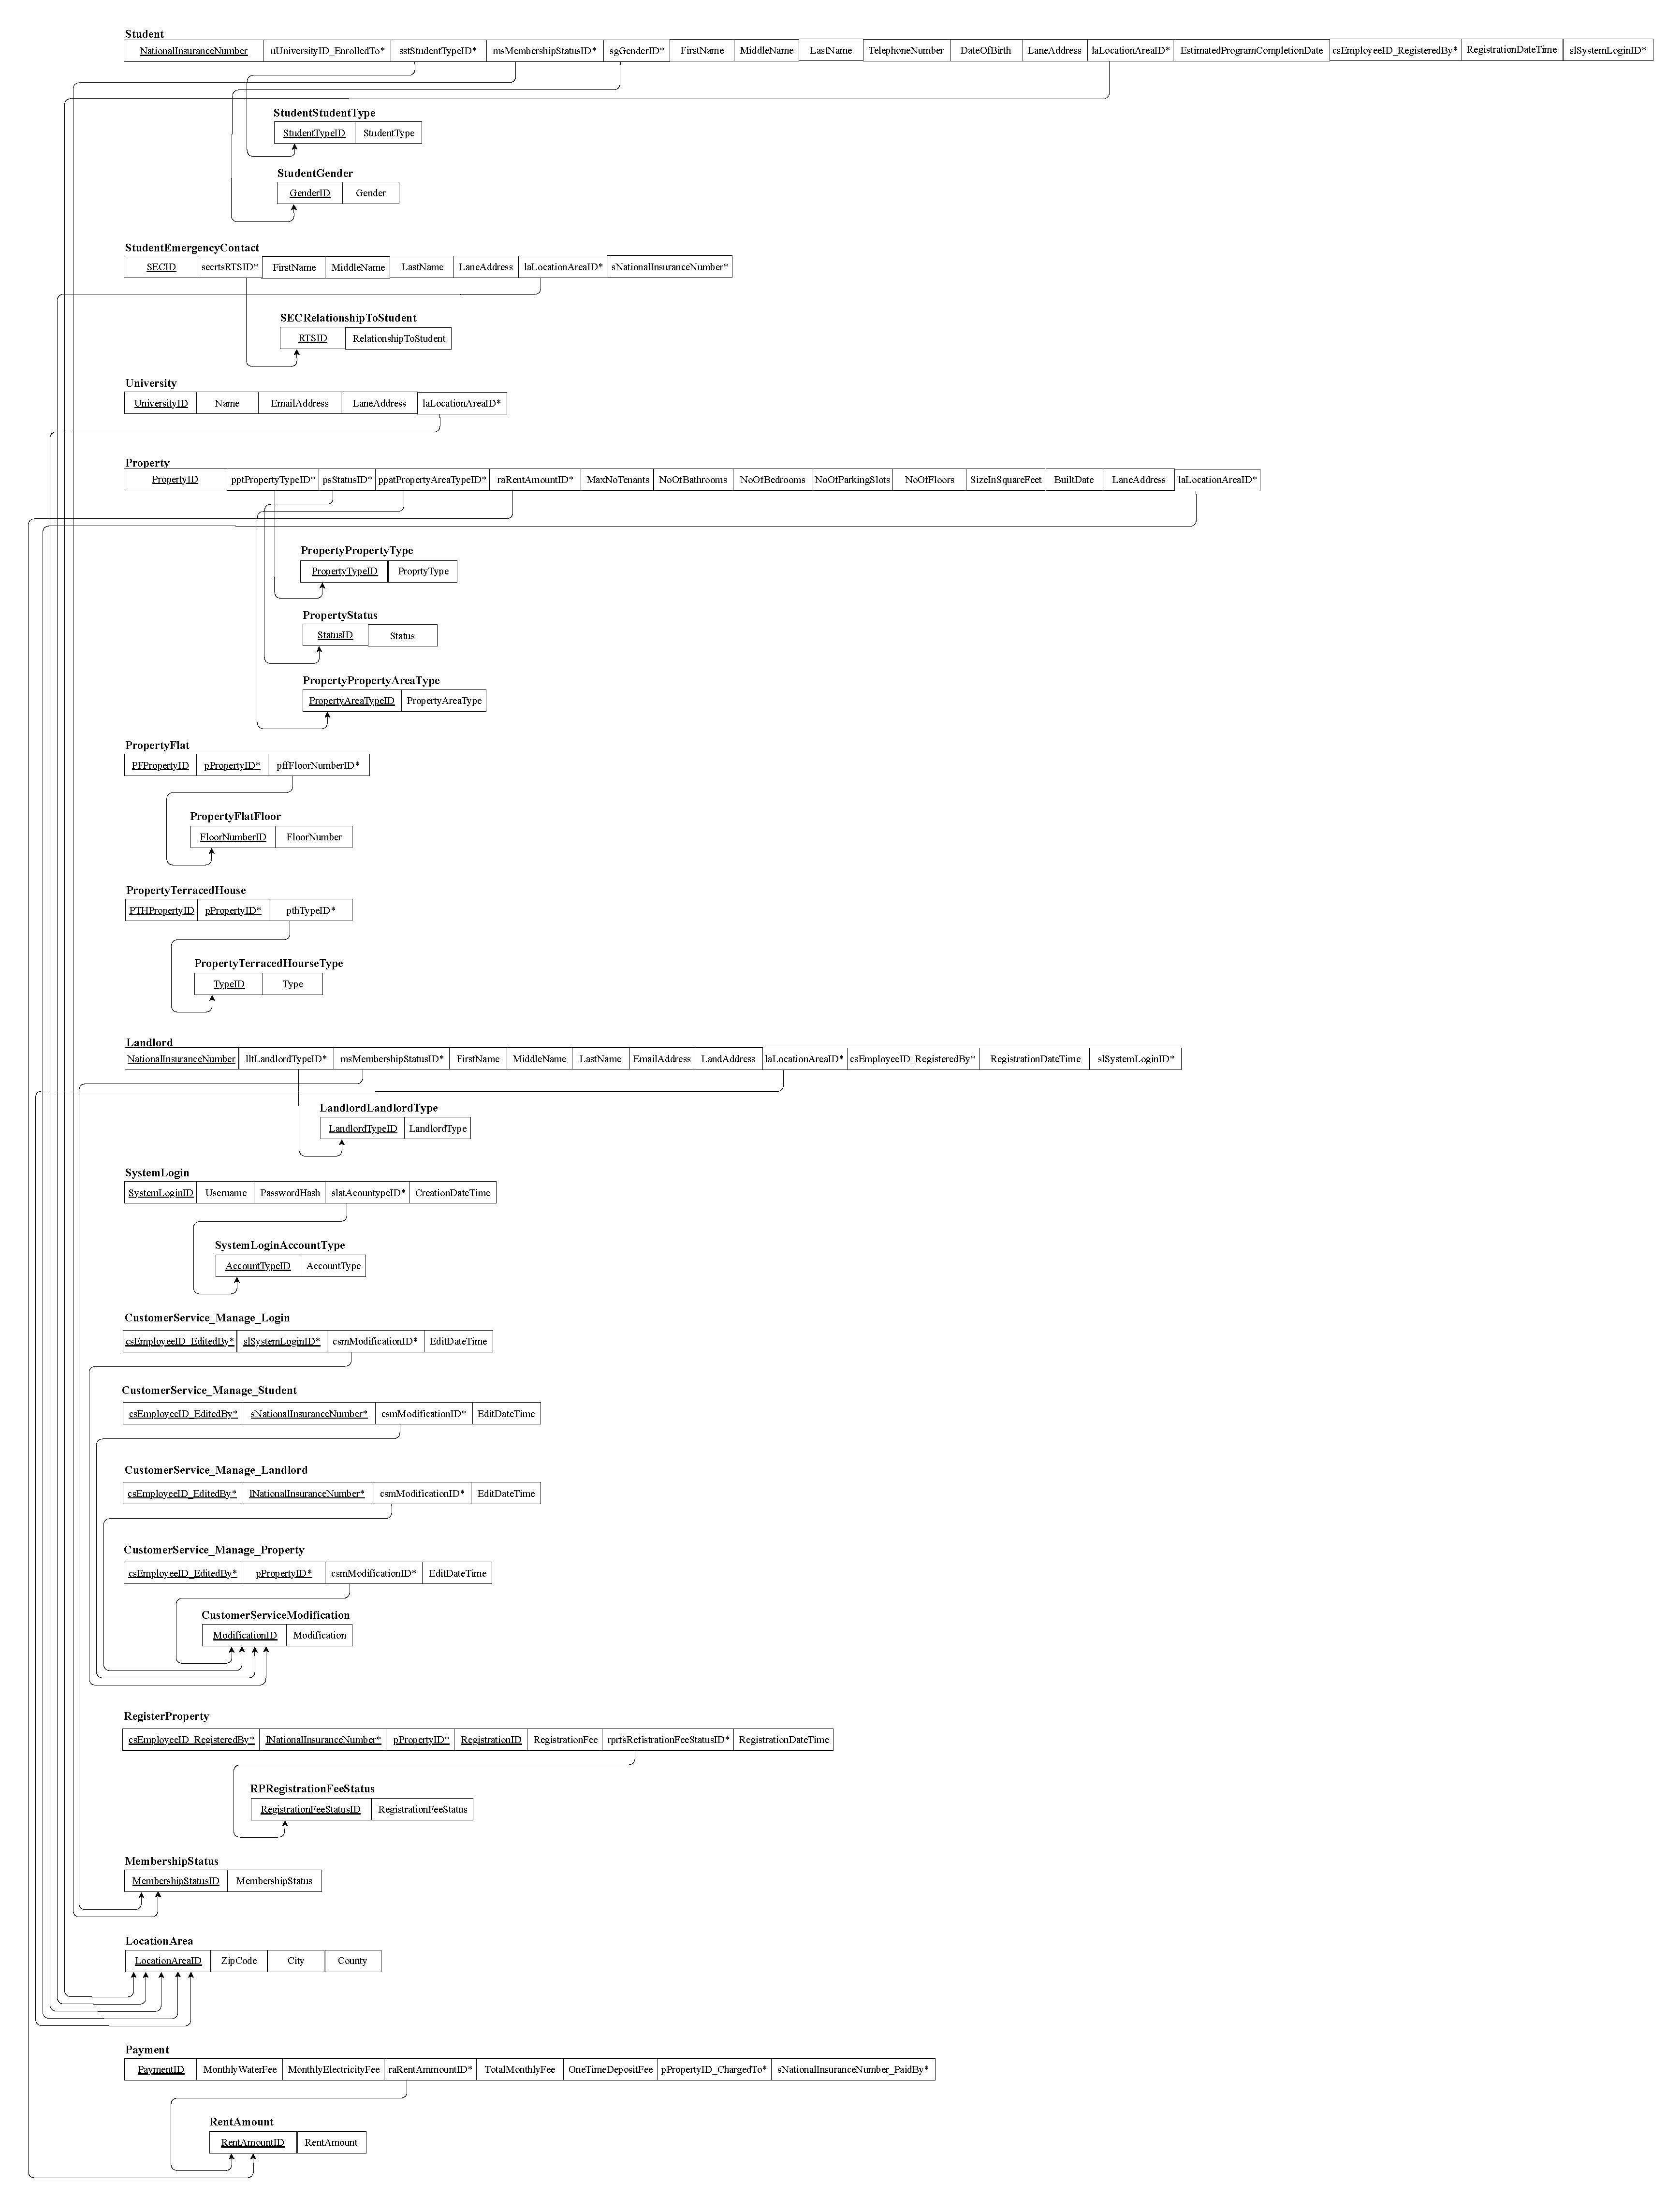 Student
NationalInsuranceNumber uUniversityID_EnrolledTo* sstStudentTypeID* msMembershipStatusID* sgGenderID* FirstName MiddleName LastName TelephoneNumber DateOfBirth LaneAddress laLocationAreaID* EstimatedProgramCompletionDate csEmployeeID_RegisteredBy* RegistrationDateTime slSystemLoginID*
StudentStudentType
StudentTypeID StudentType
StudentGender
GenderID Gender
StudentEmergencyContact
SECID secrtsRTSID* FirstName MiddleName LastName LaneAddress laLocationAreaID* sNationalInsuranceNumber*
SECRelationshipToStudent
RTSID RelationshipToStudent
University
UniversityID Name EmailAddress LaneAddress laLocationAreaID*
Property
PropertyID pptPropertyTypeID* psStatusID* ppatPropertyAreaTypeID* raRentAmountID* MaxNoTenants NoOfBathrooms NoOfBedrooms NoOfParkingSlots NoOfFloors SizeInSquareFeet BuiltDate LaneAddress laLocationAreaID*
PropertyPropertyType
PropertyTypeID ProprtyType
PropertyStatus
StatusID Status
PropertyPropertyAreaType
PropertyAreaTypeID PropertyAreaType
PropertyFlat
PFPropertyID pPropertyID* pffFloorNumberID*
PropertyFlatFloor
FloorNumberID FloorNumber
PropertyTerracedHouse
PTHPropertyID pPropertyID* pthTypeID*
PropertyTerracedHourseType
TypeID Type
Landlord
NationalInsuranceNumber lltLandlordTypeID* msMembershipStatusID* FirstName MiddleName LastName EmailAddress LandAddress laLocationAreaID* csEmployeeID_RegisteredBy* RegistrationDateTime slSystemLoginID*
LandlordLandlordType
LandlordTypeID LandlordType
SystemLogin
SystemLoginID Username PasswordHash slatAcountypeID* CreationDateTime
SystemLoginAccountType
AccountTypeID AccountType
CustomerService_Manage_Login
csEmployeeID_EditedBy* slSystemLoginID* csmModificationID* EditDateTime
CustomerService_Manage_Student
csEmployeeID_EditedBy* sNationalInsuranceNumber* csmModificationID* EditDateTime
CustomerService_Manage_Landlord
csEmployeeID_EditedBy* lNationalInsuranceNumber* csmModificationID* EditDateTime
CustomerService_Manage_Property
csEmployeeID_EditedBy* pPropertyID* csmModificationID* EditDateTime
CustomerServiceModification
ModificationID Modification
RegisterProperty
csEmployeeID_RegisteredBy* lNationalInsuranceNumber* pPropertyID* RegistrationID RegistrationFee rprfsRefistrationFeeStatusID* RegistrationDateTime
RPRegistrationFeeStatus
RegistrationFeeStatusID RegistrationFeeStatus
MembershipStatus
MembershipStatusID MembershipStatus
LocationArea
LocationAreaID ZipCode City County
Payment
PaymentID MonthlyWaterFee MonthlyElectricityFee raRentAmmountID* TotalMonthlyFee OneTimeDepositFee pPropertyID_ChargedTo* sNationalInsuranceNumber_PaidBy*
RentAmount
RentAmountID RentAmount